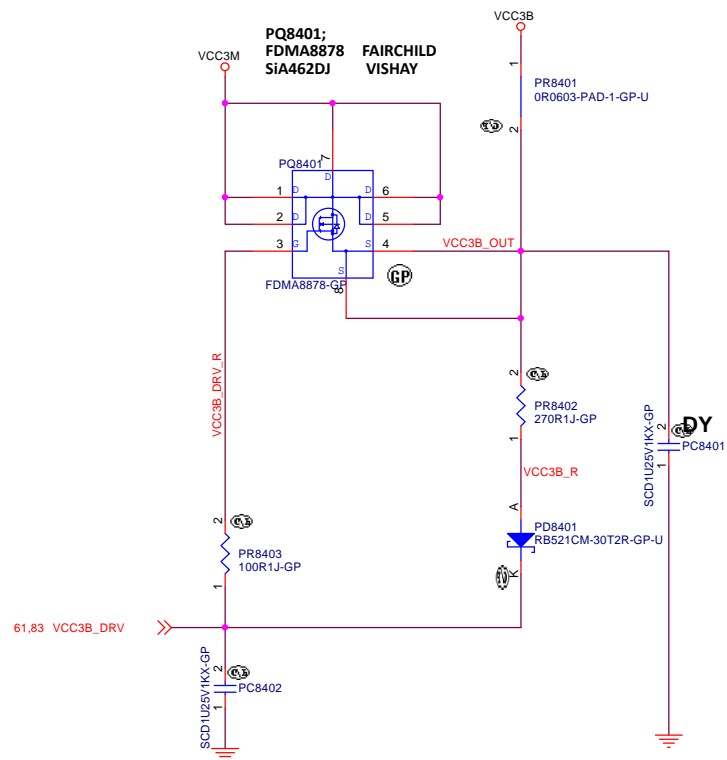 VCC3B
PQ8401;
FDMA8878 FAIRCHILD
SiA462DJ VISHAY
VCC3M
1
PR8401
0R0603-PAD-1-GP-U
2
PQ8401
7
D
1 D D 6
2 D D 5
3 G S 4
S
8
FDMA8878-GP
GP
VCC3B_OUT
VCC3B_DRV_R
2
PR8402
270R1J-GP
1
VCC3B_R
DY
2
PC8401
1
SCD1U25V1KX-GP
A
PD8401
RB521CM-30T2R-GP-U
K
2
PR8403
100R1J-GP
1
61,83 VCC3B_DRV
2
PC8402
1
SCD1U25V1KX-GP